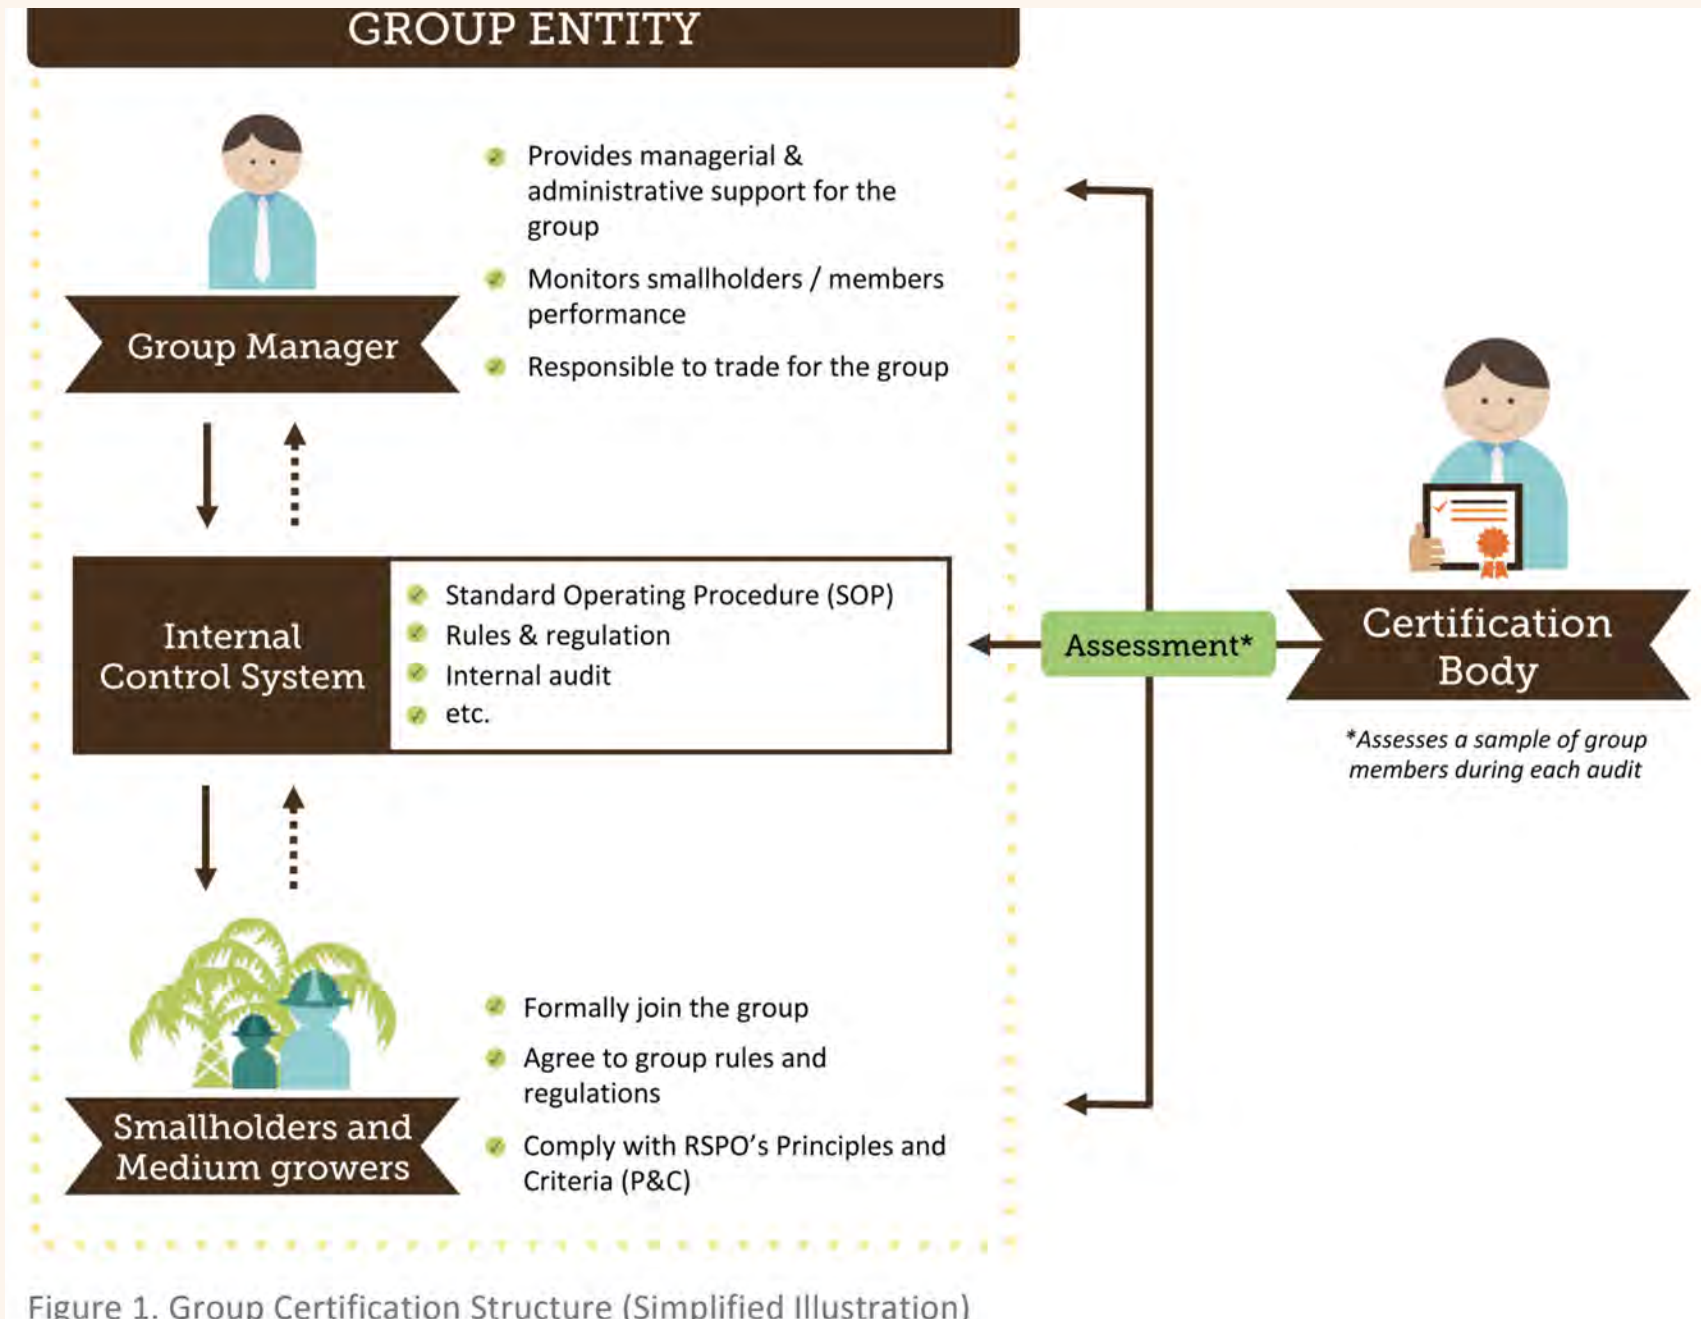 GROUP ENTITY
Provides managerial &
administrative support for the
group
Monitors smallholders / members
performance
Responsible to trade for the group
Group Manager
Internal
Control System
Standard Operating Procedure (SOP)
Rules & regulation
Internal audit
etc.
Assessment*
Certification
Body
*Assesses a sample of group
members during each audit
Formally join the group
Agree to group rules and
regulations
Comply with RSPO’s Principles and
Criteria (P&C)
Smallholders and
Medium growers
Figure 1. Group Certification Structure (Simplified Illustration)